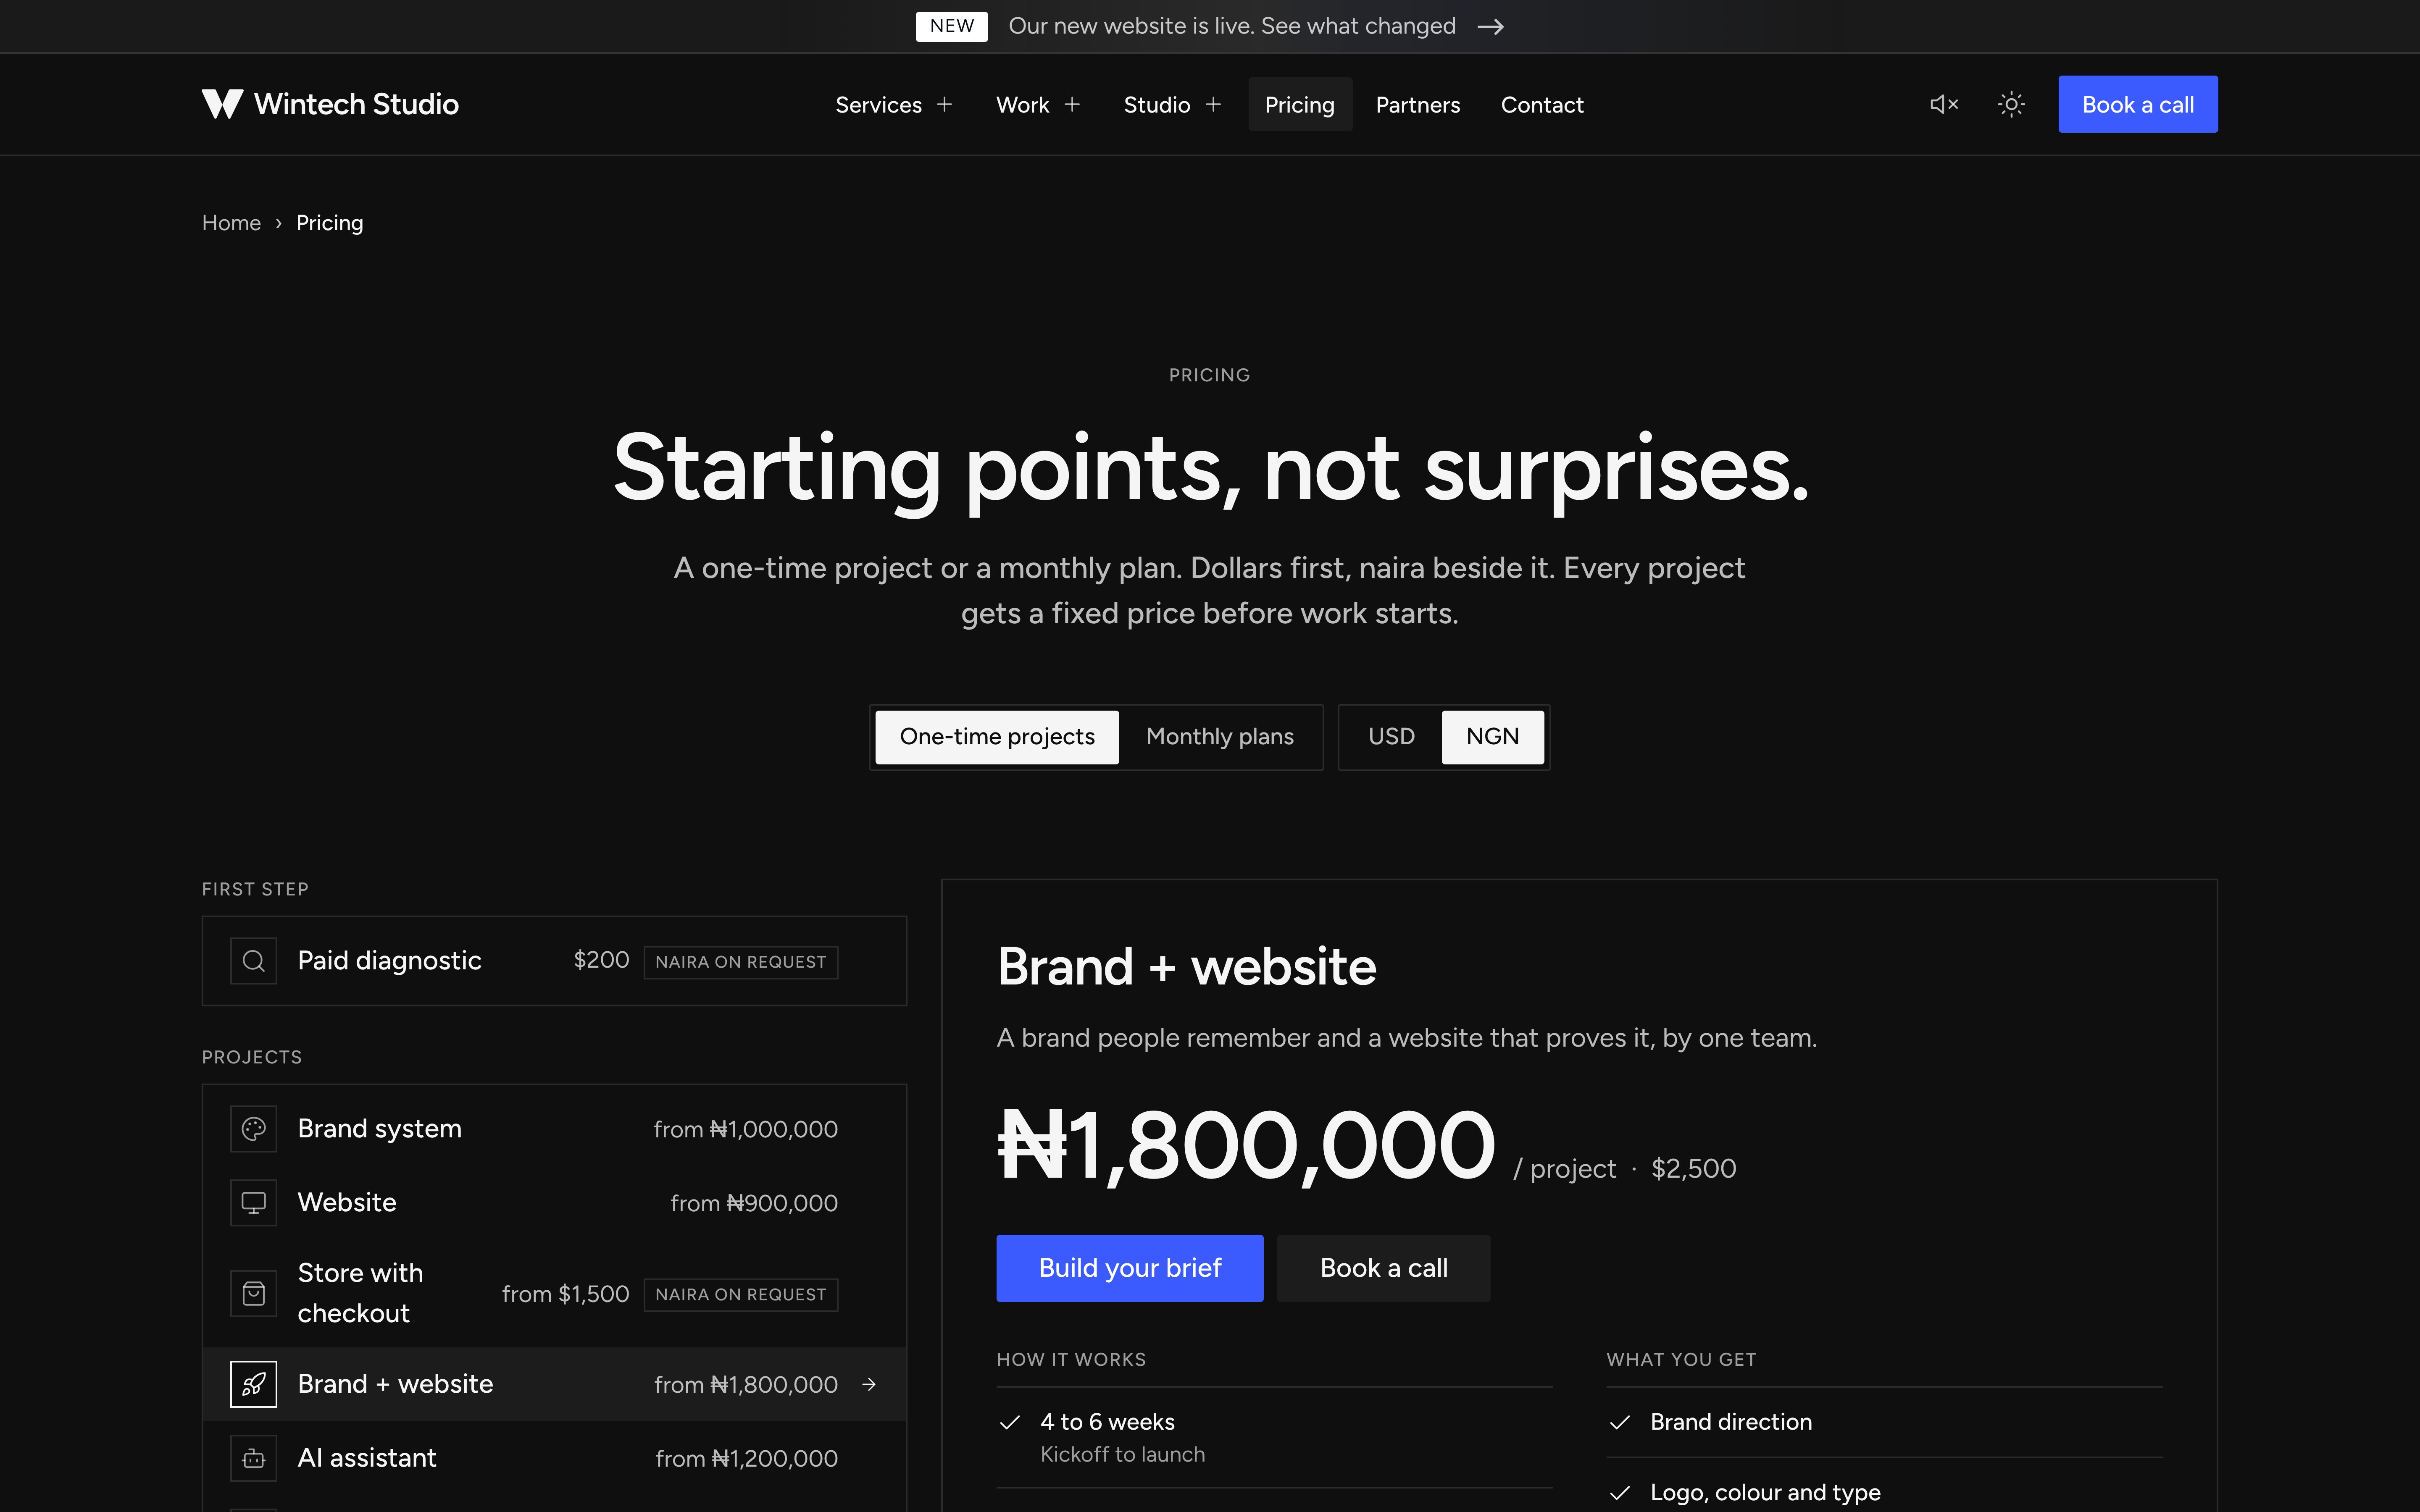 NEW Our new website is live. See what changed →
Wintech Studio
Services + Work + Studio + Pricing Partners Contact
Book a call
Home › Pricing
PRICING
Starting points, not surprises.
A one-time project or a monthly plan. Dollars first, naira beside it. Every project
gets a fixed price before work starts.
One-time projects Monthly plans USD NGN
FIRST STEP
Paid diagnostic $200 NAIRA ON REQUEST
PROJECTS
Brand system from ₦1,000,000
Website from ₦900,000
Store with
checkout from $1,500 NAIRA ON REQUEST
Brand + website from ₦1,800,000 →
AI assistant from ₦1,200,000
Brand + website
A brand people remember and a website that proves it, by one team.
₦1,800,000 / project · $2,500
Build your brief Book a call
HOW IT WORKS
4 to 6 weeks
Kickoff to launch
WHAT YOU GET
Brand direction
Logo, colour and type